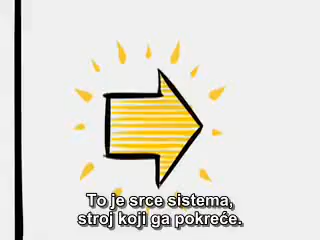 To je srce sistema,
stroj koji ga pokreće.